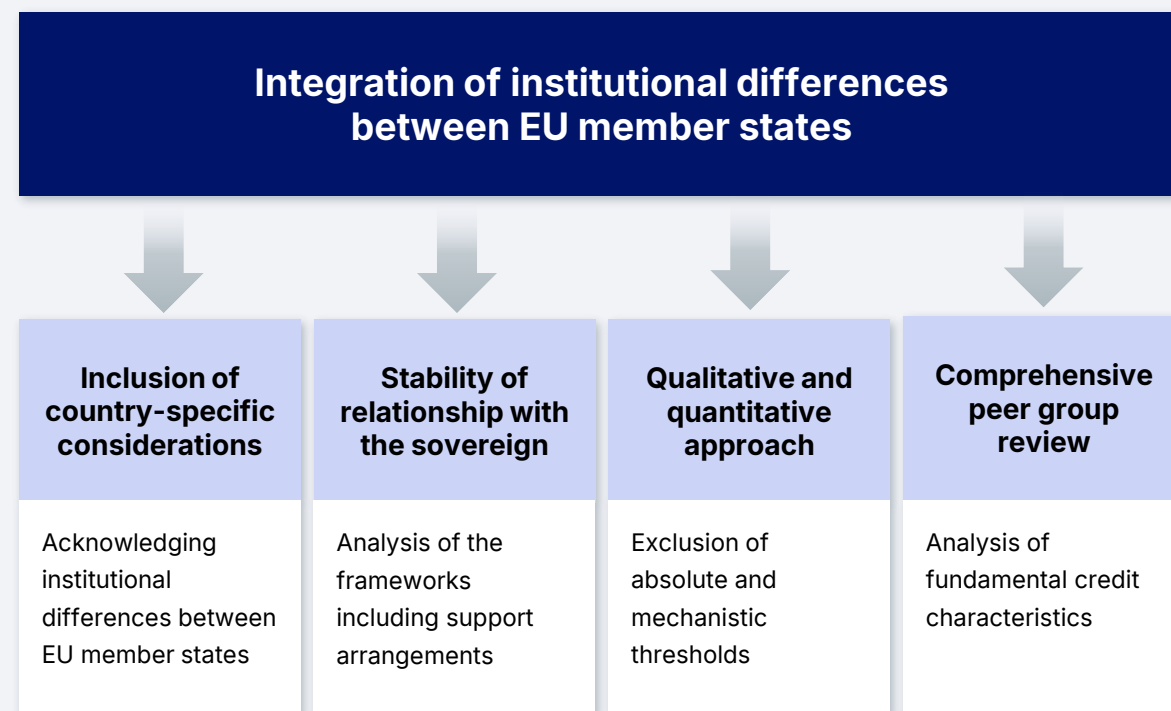 Integration of institutional differences
between EU member states
Inclusion of
country-specific
considerations
Acknowledging
institutional
differences between
EU member states
Stability of
relationship with
the sovereign
Analysis of the
frameworks
including support
arrangements
Qualitative and
quantitative
approach
Exclusion of
absolute and
mechanistic
thresholds
Comprehensive
peer group
review
Analysis of
fundamental credit
characteristics